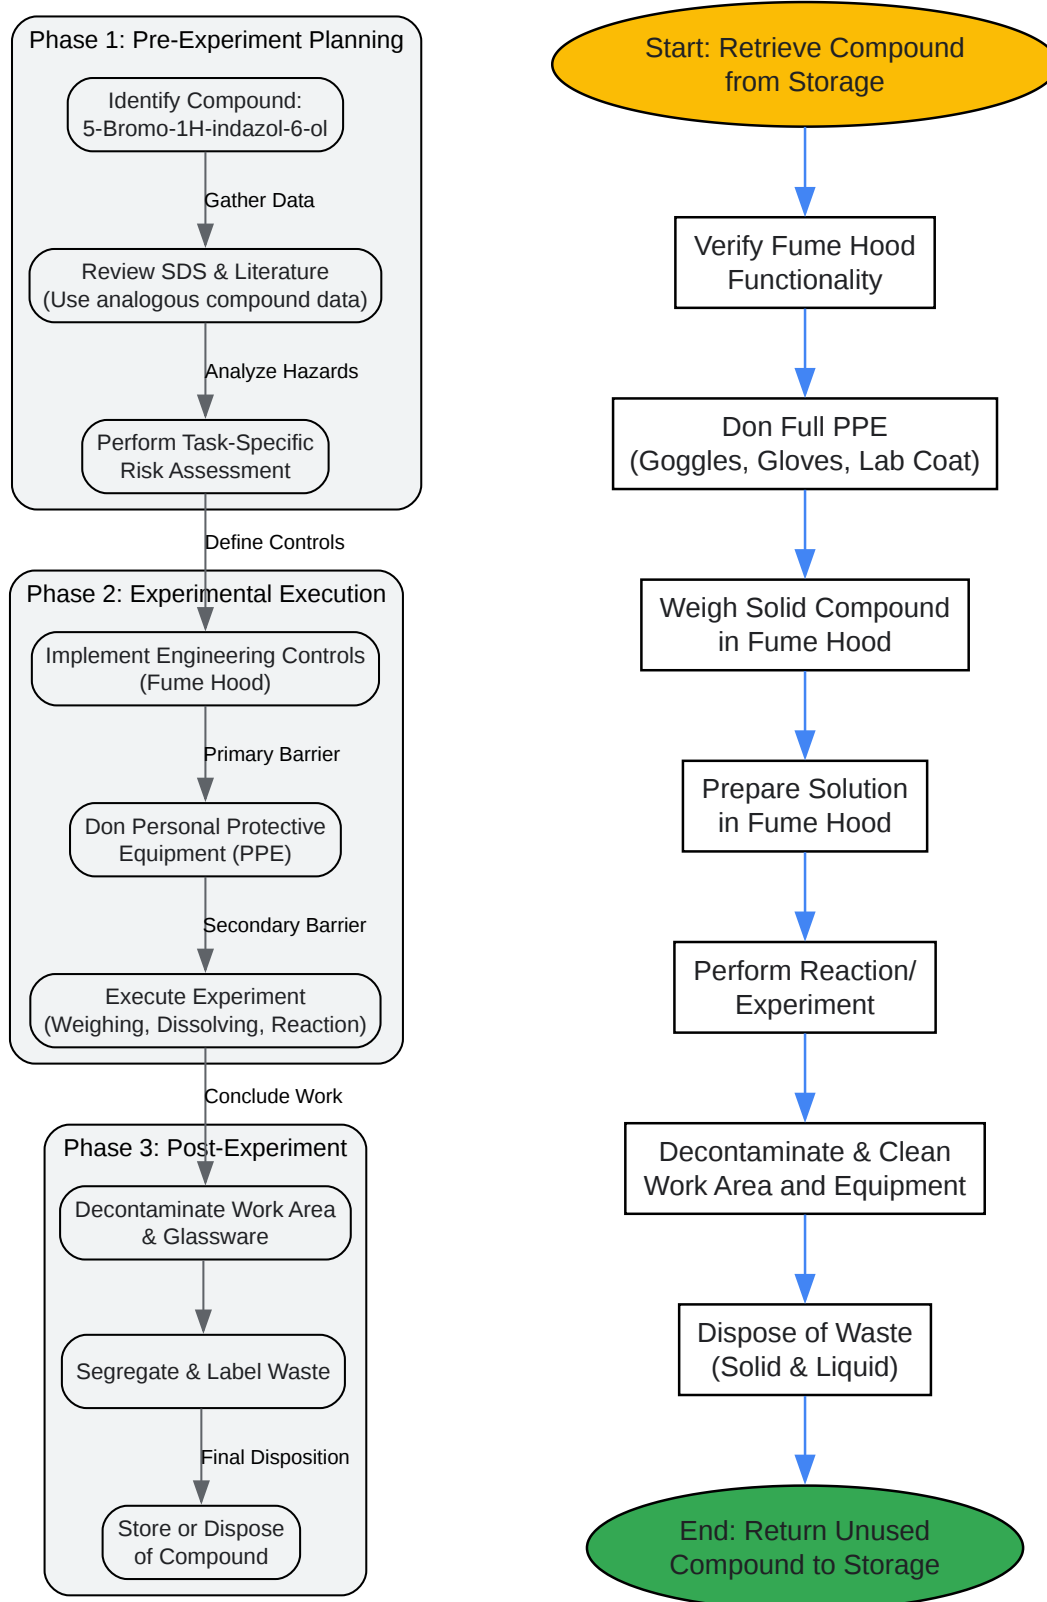 Phase 1: Pre-Experiment Planning
Identify Compound:
5-Bromo-1H-indazol-6-ol
Gather Data
Review SDS & Literature
(Use analogous compound data)
Analyze Hazards
Perform Task-Specific
Risk Assessment
Define Controls
Phase 2: Experimental Execution
Implement Engineering Controls
(Fume Hood)
Primary Barrier
Don Personal Protective
Equipment (PPE)
Secondary Barrier
Execute Experiment
(Weighing, Dissolving, Reaction)
Conclude Work
Phase 3: Post-Experiment
Decontaminate Work Area
& Glassware
Segregate & Label Waste
Final Disposition
Store or Dispose
of Compound
Start: Retrieve Compound
from Storage
Verify Fume Hood
Functionality
Don Full PPE
(Goggles, Gloves, Lab Coat)
Weigh Solid Compound
in Fume Hood
Prepare Solution
in Fume Hood
Perform Reaction/
Experiment
Decontaminate & Clean
Work Area and Equipment
Dispose of Waste
(Solid & Liquid)
End: Return Unused
Compound to Storage